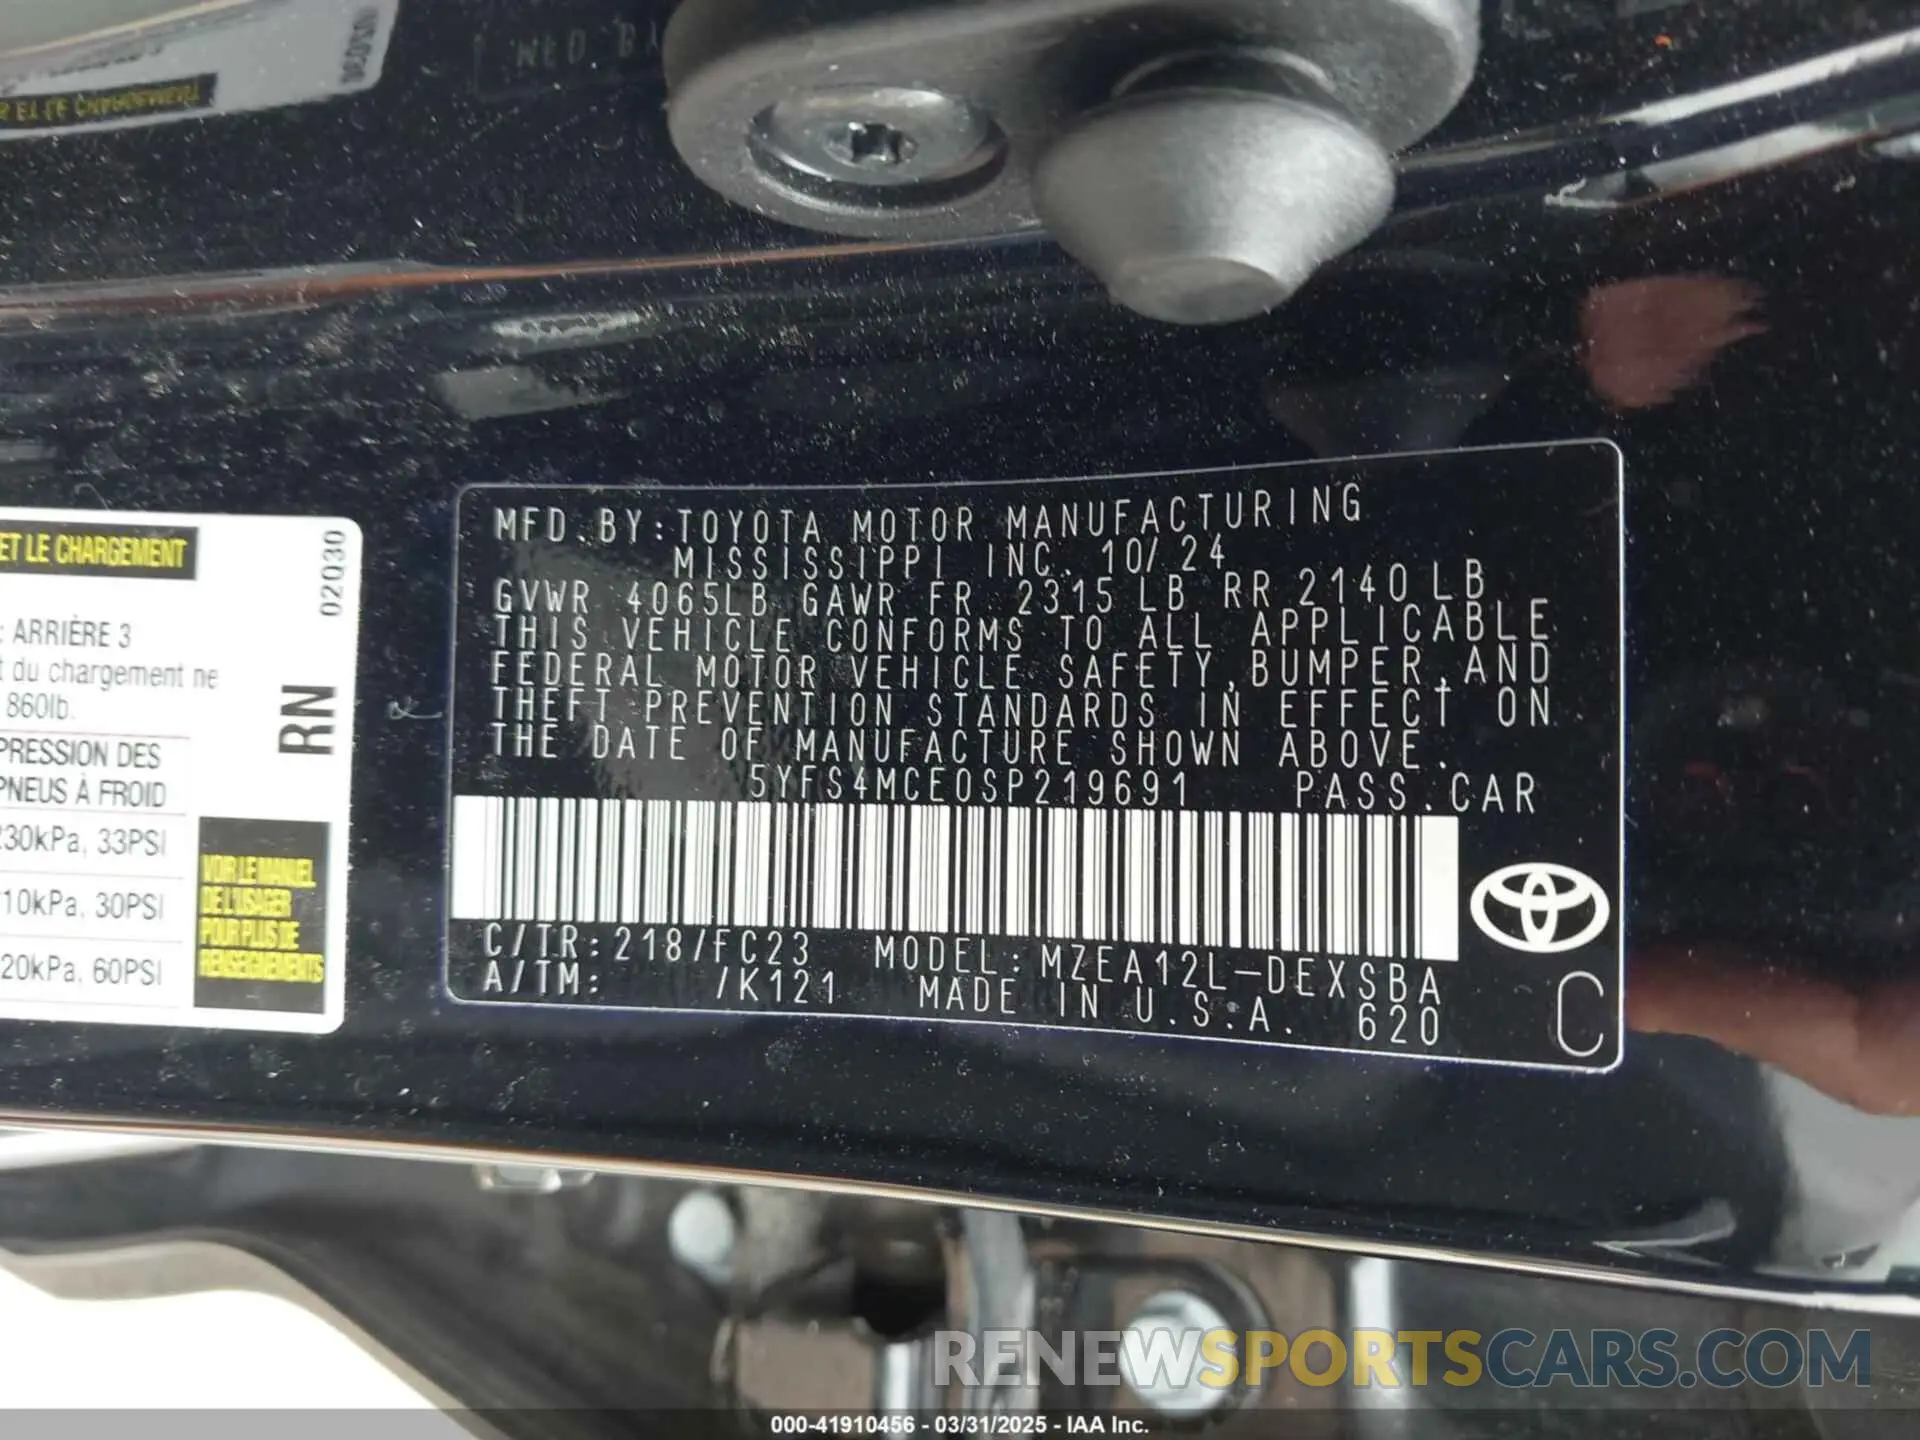 ET LE CHARGEMENT
02030
: ARRIÈRE 3
du chargement ne
860lb.
RN
PRESSION DES
PNEUS À FROID
230kPa, 33PSI
10kPa, 30PSI
20kPa, 60PSI
VOIR LE MANUEL
DE L'USAGER
POUR PLUS DE
RENSEIGNEMENTS
MFD.BY:TOYOTA MOTOR MANUFACTURING
MISSISSIPPI INC. 10/24
GVWR 4065LB GAWR FR 2315LB RR 2140LB
THIS VEHICLE CONFORMS TO ALL APPLICABLE
FEDERAL MOTOR VEHICLE SAFETY,BUMPER,AND
THEFT PREVENTION STANDARDS IN EFFECT ON
THE DATE OF MANUFACTURE SHOWN ABOVE.
5YFS4MCE0SP219691 PASS.CAR
C/TR:218/FC23 MODEL:MZEA12L-DEXSBA
A/TM: /K121 MADE IN U.S.A. 620
C
RENEWSPORTSCARS.COM
000-41910456 - 03/31/2025 - IAA Inc.